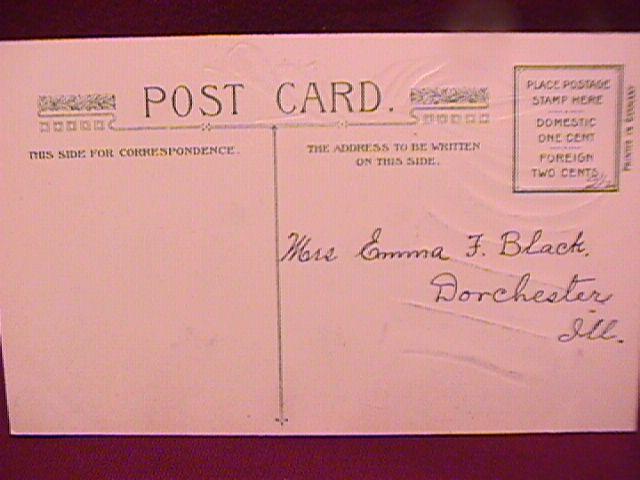 POST CARD.
THIS SIDE FOR CORRESPONDENCE.
THE ADDRESS TO BE WRITTEN
ON THIS SIDE.
PLACE POSTAGE
STAMP HERE
DOMESTIC
ONE CENT
FOREIGN
TWO CENTS
PRINTED IN GERMANY
Mrs Emma F. Black.
Dorchester
Ill.